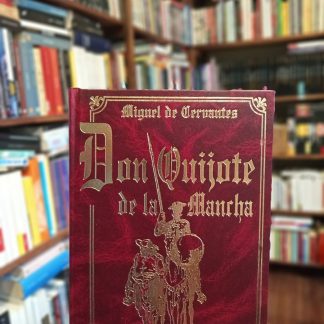 Miguel de Cervantes
Don Quijote
de la Mancha